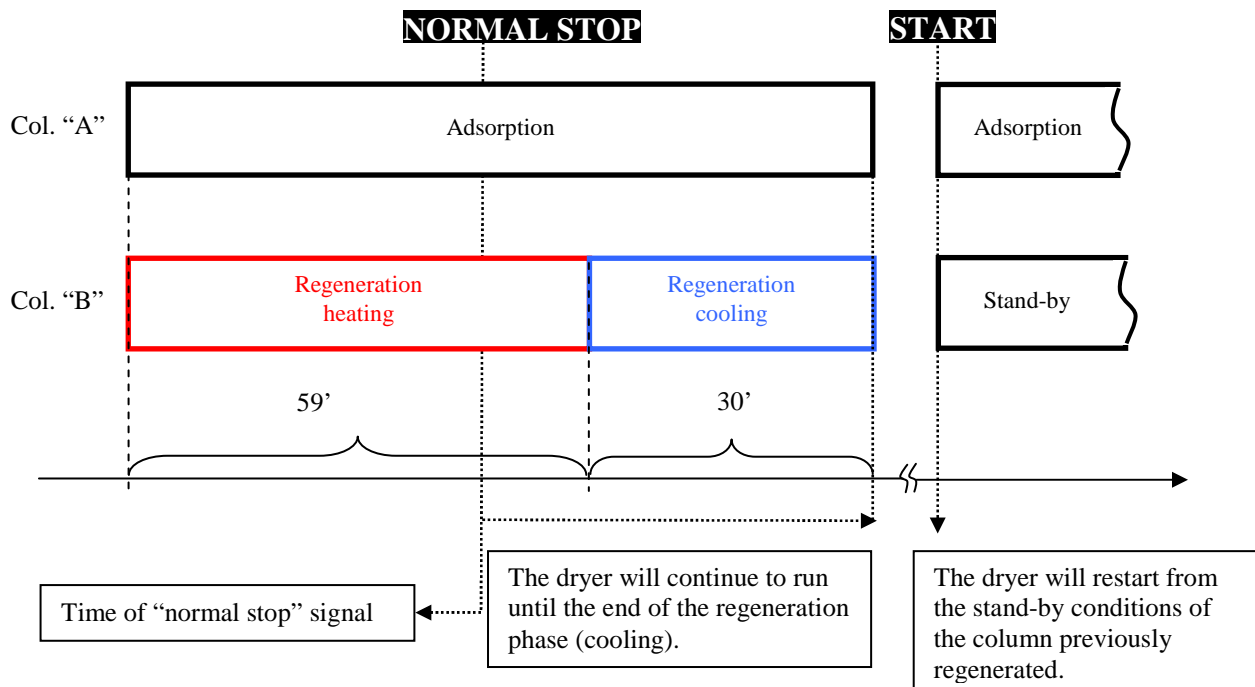 NORMAL STOP
START
Col. “A”
Adsorption
Adsorption
Col. “B”
Regeneration
heating
Regeneration
cooling
Stand-by
59’
30’
Time of “normal stop” signal
The dryer will continue to run
until the end of the regeneration
phase (cooling).
The dryer will restart from
the stand-by conditions of
the column previously
regenerated.